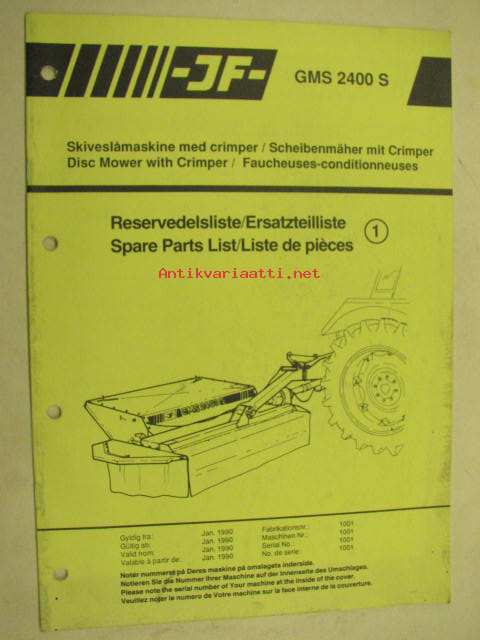 -JF-
GMS 2400 S
Skiveslåmaskine med crimper / Scheibenmäher mit Crimper
Disc Mower with Crimper / Faucheuses-conditionneuses
Reservedelsliste/Ersatzteilliste
Spare Parts List/Liste de pièces
1
Antikvariaatti.net
Gyldig fra: Jan. 1990 Fabrikationsnr.: 1001
Gültig ab: Jan. 1990 Maschinen Nr.: 1001
Valid from: Jan. 1990 Serial No.: 1001
Valable à partir de: Jan. 1990 No. de serie: 1001
Noter nummeret på Deres maskine på omslagets inderside.
Notieren Sie die Nummer Ihrer Maschine auf der Innenseite des Umschlages.
Please note the serial number of Your machine at the inside of the cover.
Veuillez noter le numero de Votre machine sur la face interne de la couverture.